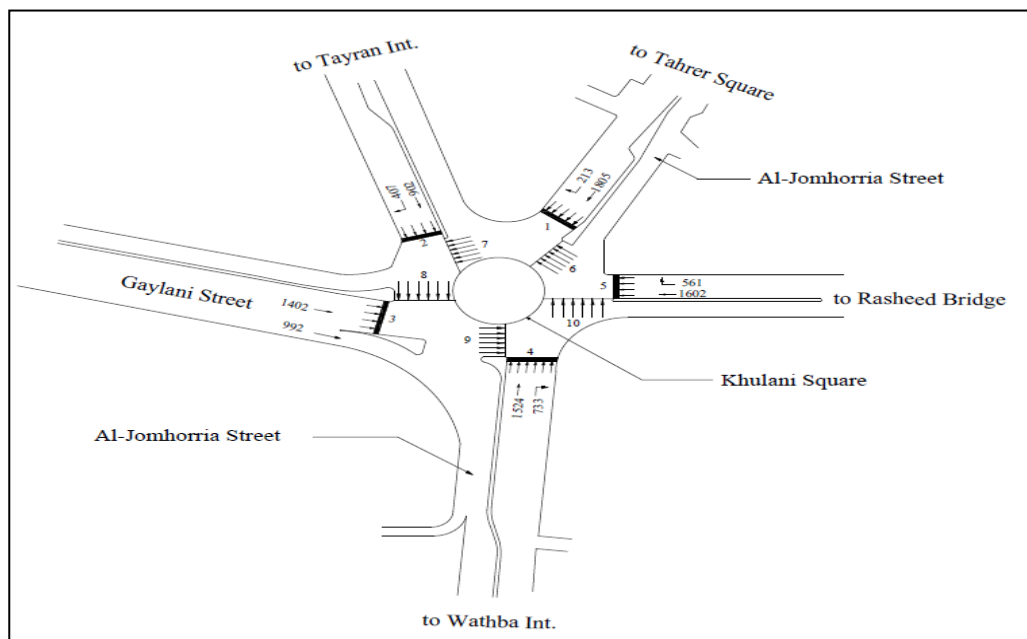 to Tayran Int.
to Tahrer Square
Al-Jomhorria Street
213
1805
1
902
407
2
7
6
8
5
561
1602
to Rasheed Bridge
Gaylani Street
1402
992
3
9
4
10
1524
733
Khulani Square
Al-Jomhorria Street
to Wathba Int.